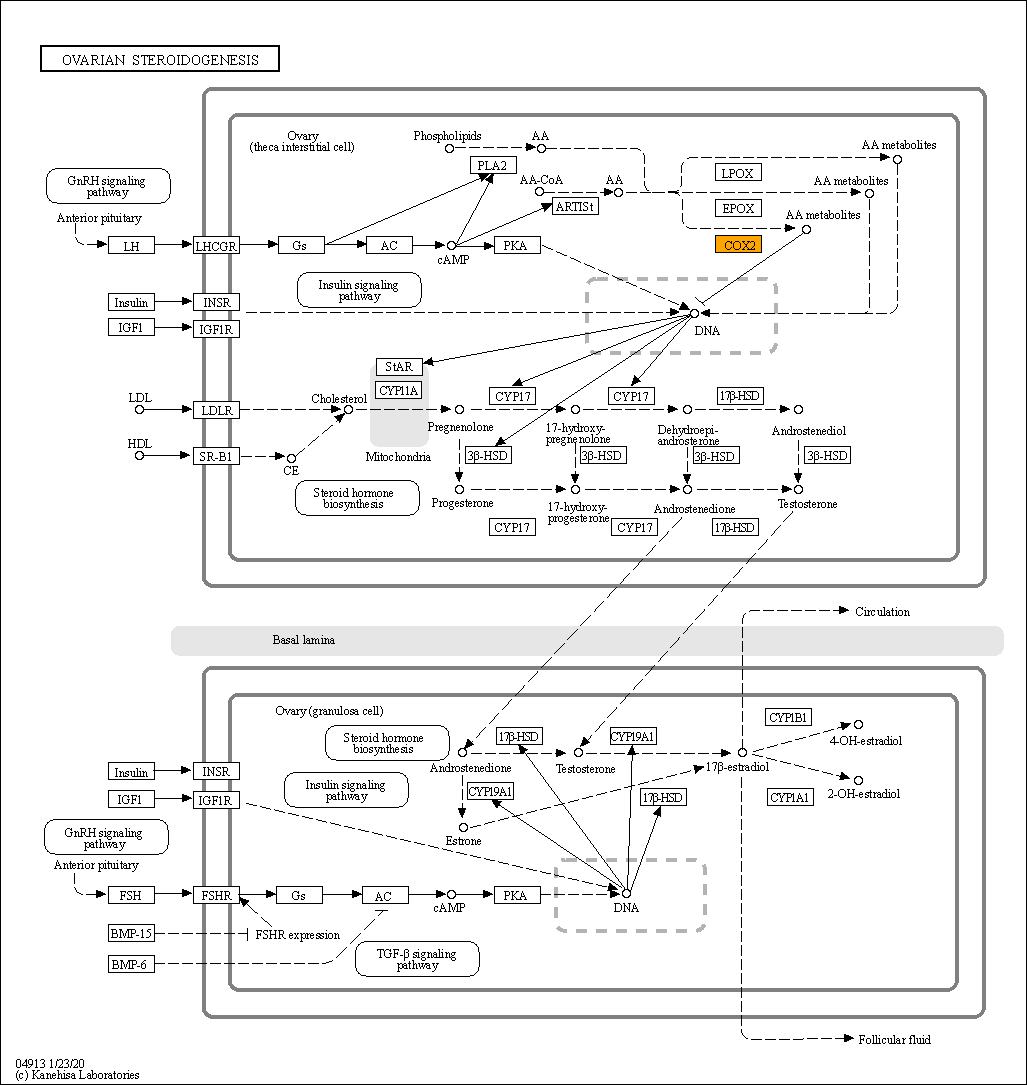 OVARIAN STEROIDOGENESIS
Ovary
(theca interstitial cell)
Phospholipids
AA
AA metabolites
PLA2
LPOX
GnRH signaling
pathway
AA-CoA
AA
AA metabolites
ARTISt
EPOX
Anterior pituitary
AA metabolites
LH
LHCGR
Gs
AC
cAMP
PKA
COX2
Insulin signaling
pathway
Insulin
INSR
IGF1
IGF1R
DNA
StAR
CYP11A
LDL
LDLR
Cholesterol
CYP17
CYP17
17β-HSD
Pregnenolone
17-hydroxy-
pregnenolone
Dehydroepi-
androsterone
Androstenediol
HDL
SR-B1
CE
Mitochondria
3β-HSD
3β-HSD
3β-HSD
3β-HSD
Steroid hormone
biosynthesis
Progesterone
17-hydroxy-
progesterone
Androstenedione
Testosterone
CYP17
CYP17
17β-HSD
Circulation
Basal lamina
Ovary (granulosa cell)
Steroid hormone
biosynthesis
17β-HSD
CYP19A1
CYP1B1
4-OH-estradiol
Androstenedione
Testosterone
17β-estradiol
Insulin
INSR
Insulin signaling
pathway
CYP19A1
17β-HSD
CYP1A1
2-OH-estradiol
IGF1
IGF1R
GnRH signaling
pathway
Estrone
Anterior pituitary
FSH
FSHR
Gs
AC
cAMP
PKA
DNA
BMP-15
FSHR expression
BMP-6
TGF-β signaling
pathway
Follicular fluid
04913 1/23/20
(c) Kanehisa Laboratories